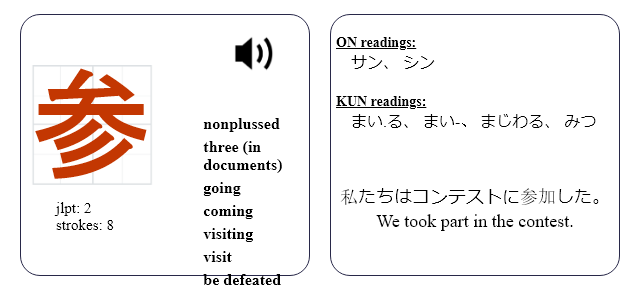 参
jlpt: 2
strokes: 8
nonplussed
three (in
documents)
going
coming
visiting
visit
be defeated
ON readings:
サン、 シン
KUN readings:
まい.る、 まい-、 まじわる、 みつ
私たちはコンテストに参加した。
We took part in the contest.